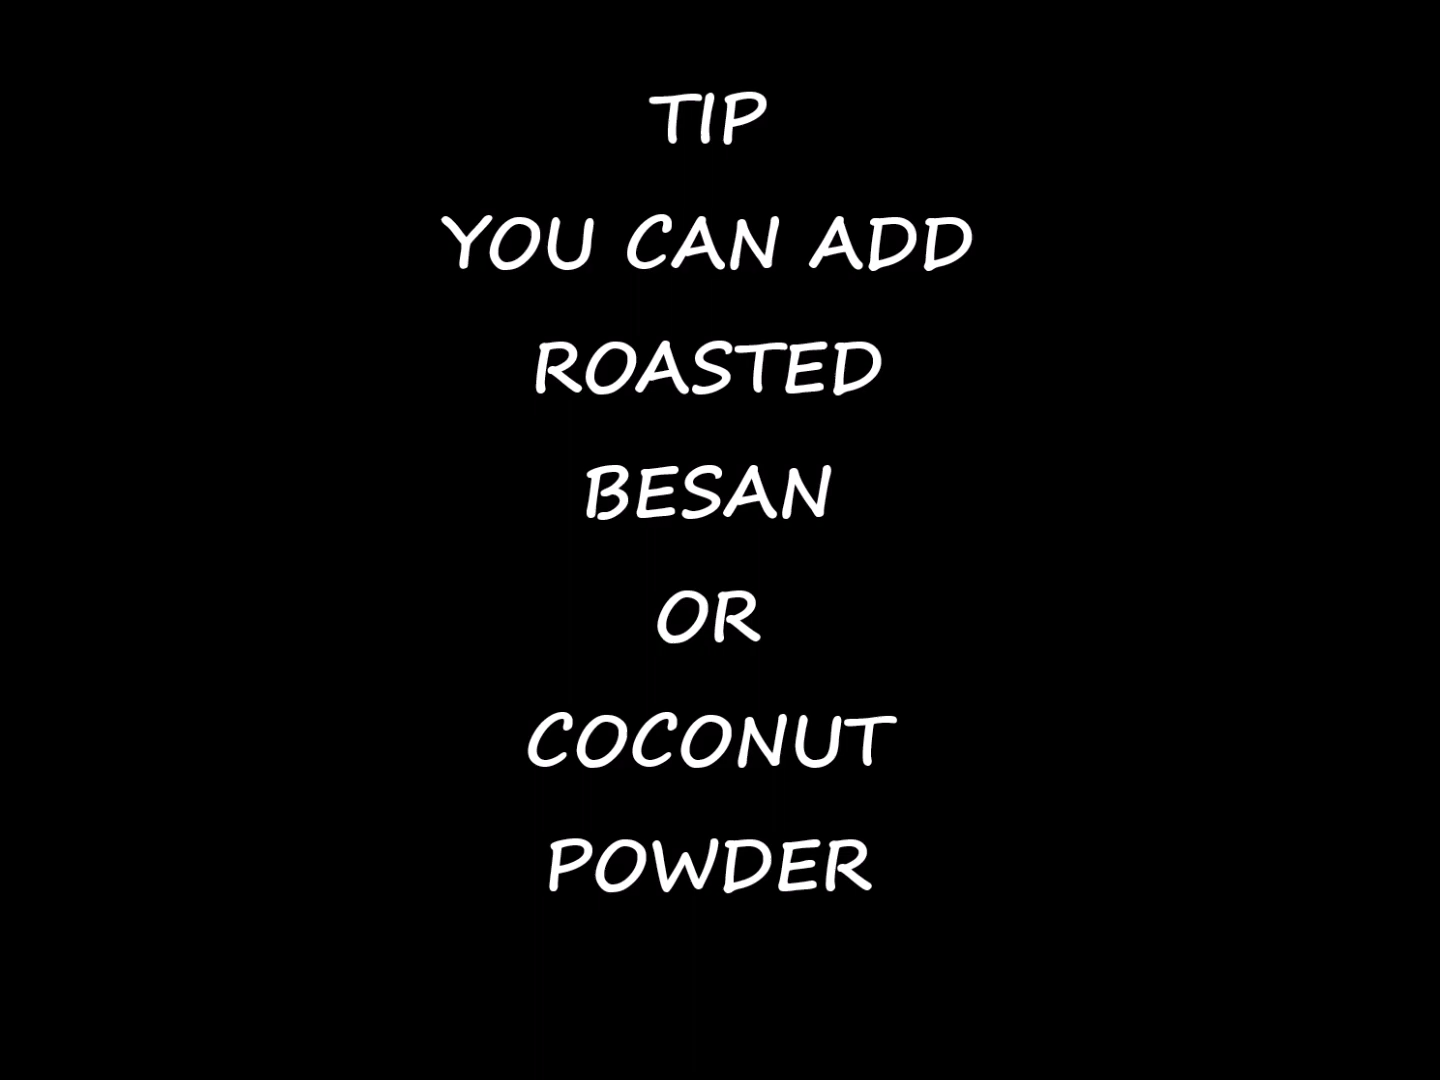 TIP
YOU CAN ADD
ROASTED
BESAN
OR
COCONUT
POWDER